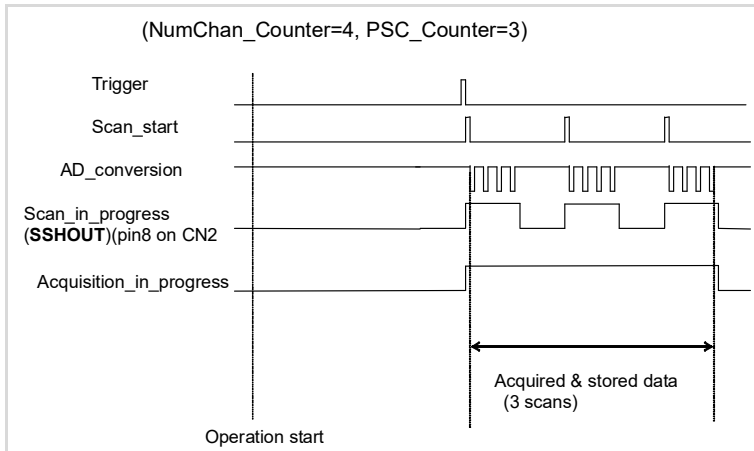 (NumChan_Counter=4, PSC_Counter=3)
Trigger
Scan_start
AD_conversion
Scan_in_progress
(SSHOUT)(pin8 on CN2
Acquisition_in_progress
Acquired & stored data
(3 scans)
Operation start